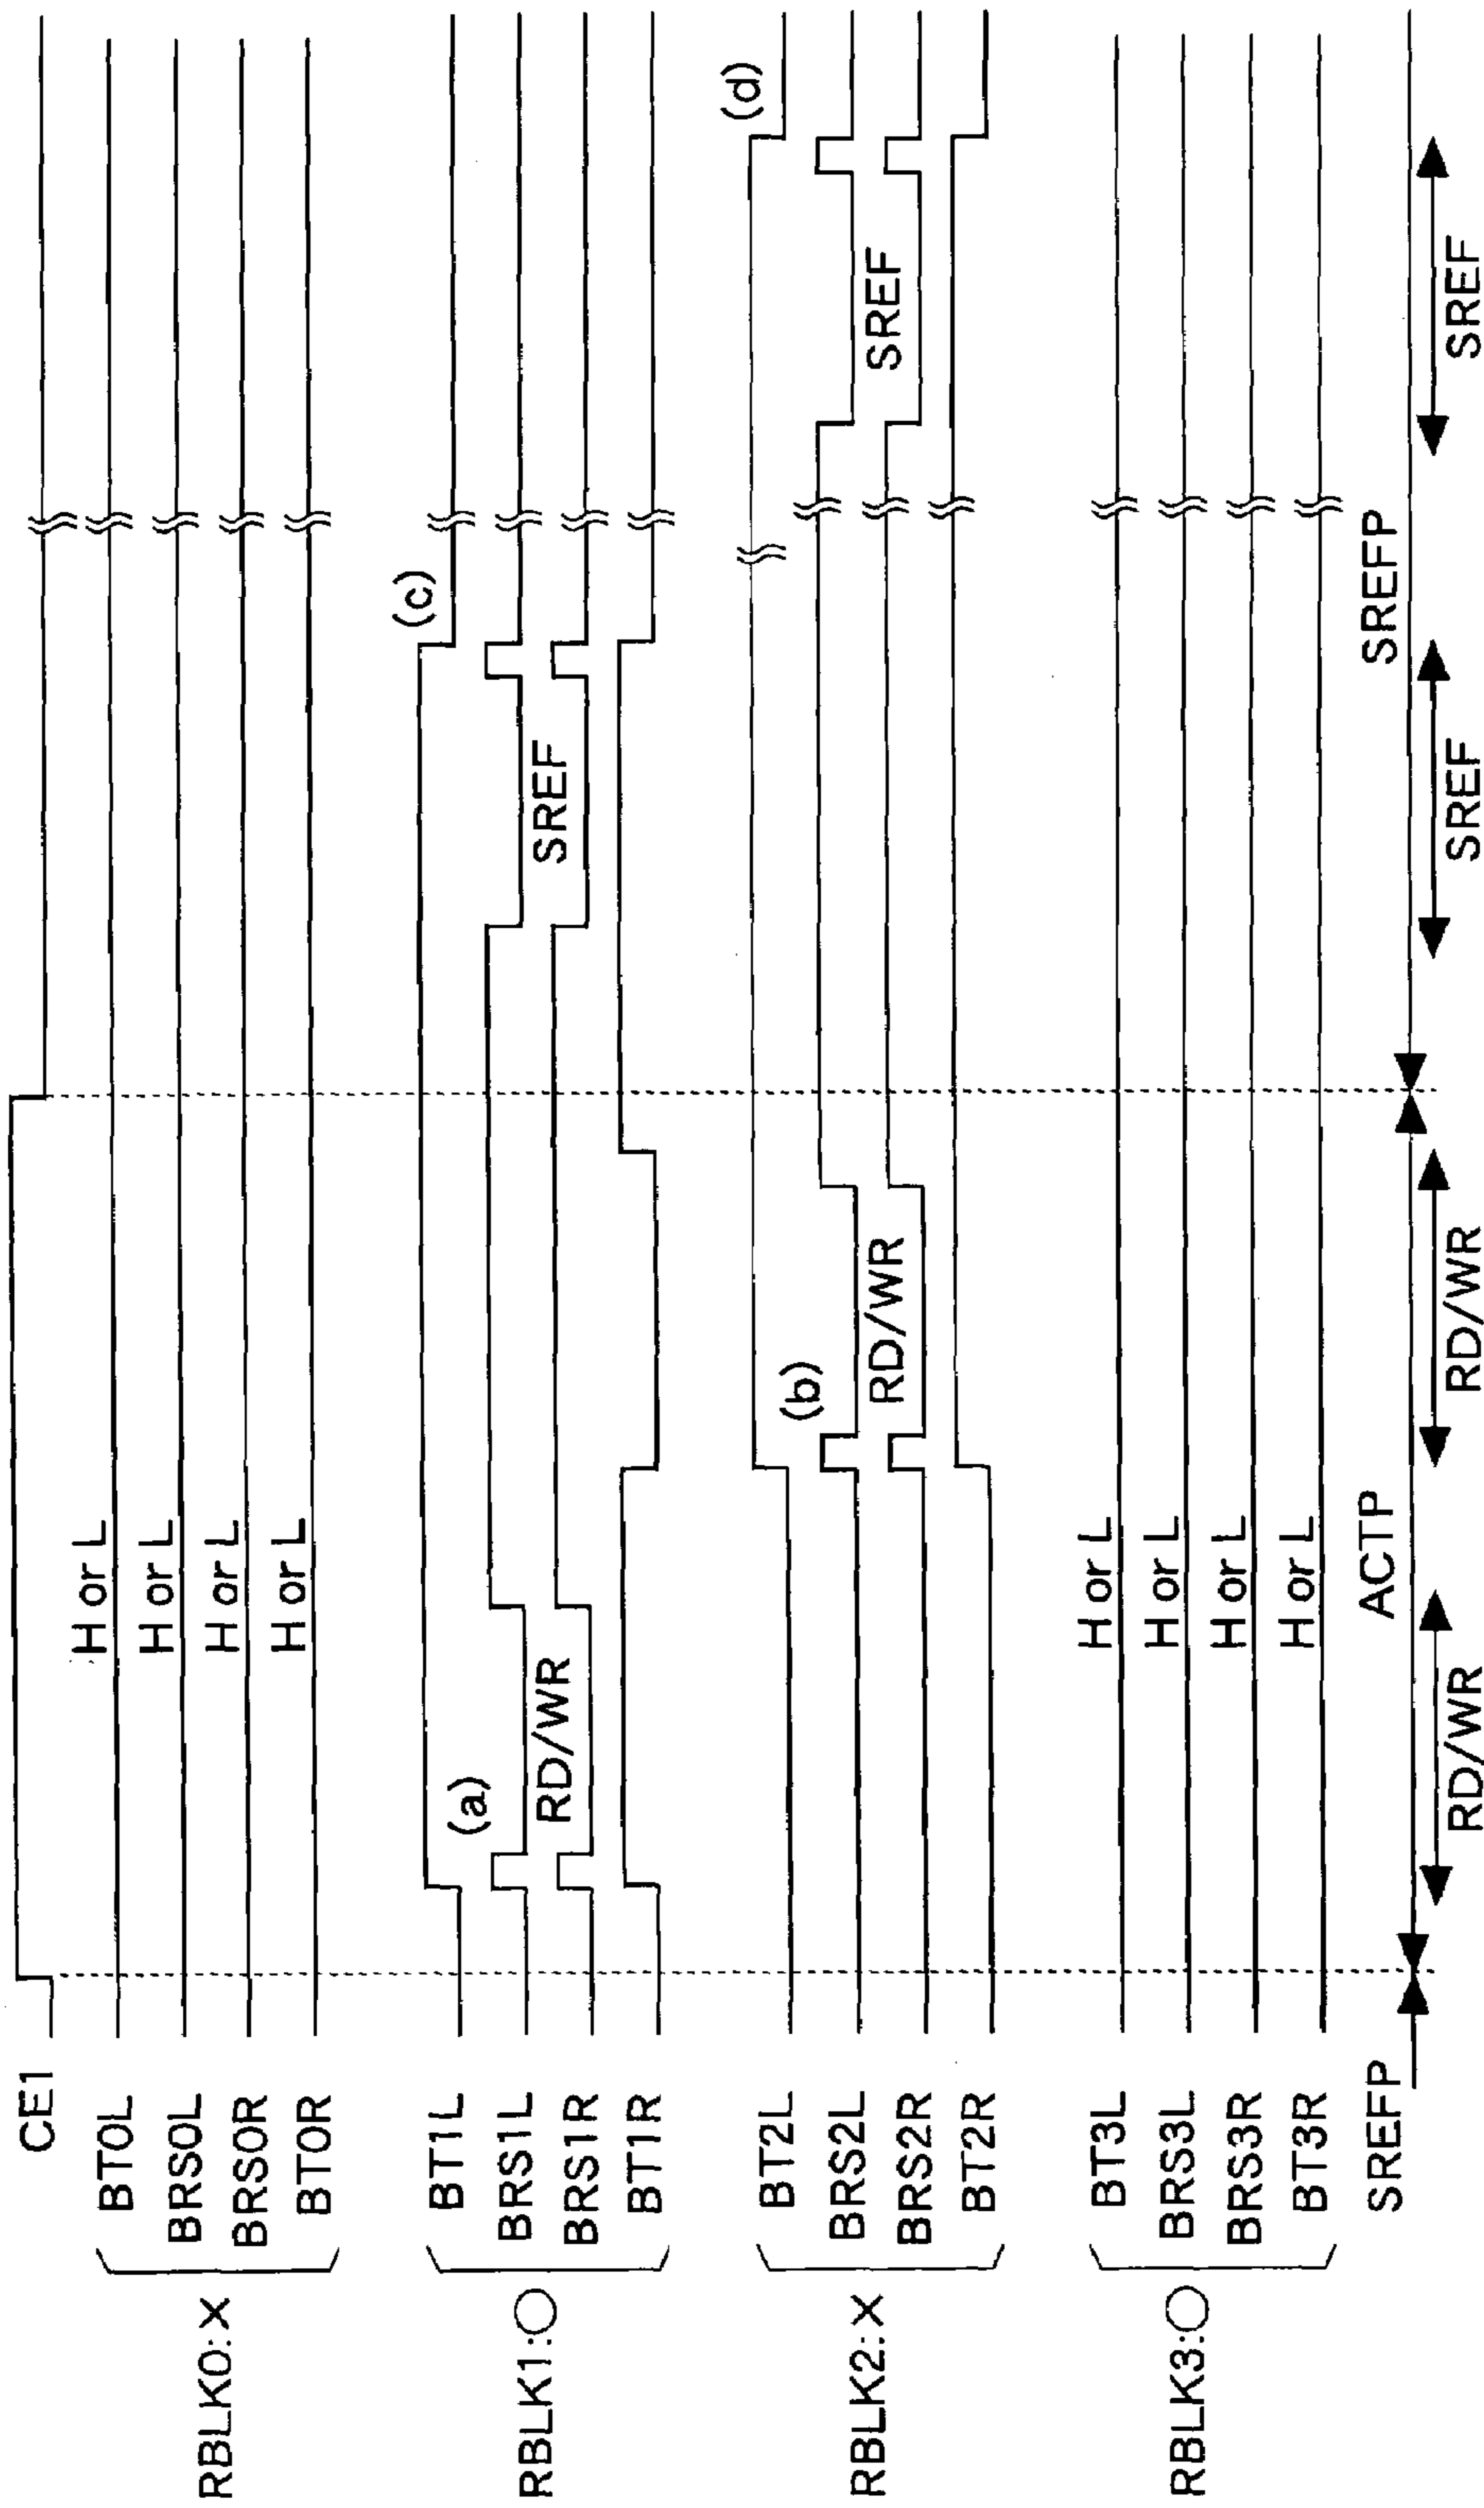 CE1
RBLK0:×
BT0L H or L
BRS0L H or L
BRS0R H or L
BT0R H or L
RBLK1:○
BT1L (c)
BRS1L (a)
BRS1R RD/WR SREF
BT1R
RBLK2:×
BT2L (d)
BRS2L (b)
BRS2R RD/WR SREF
BT2R
RBLK3:○
BT3L H or L
BRS3L H or L
BRS3R H or L
BT3R H or L
SREFP ACTP SREFP
RD/WR RD/WR SREF SREF